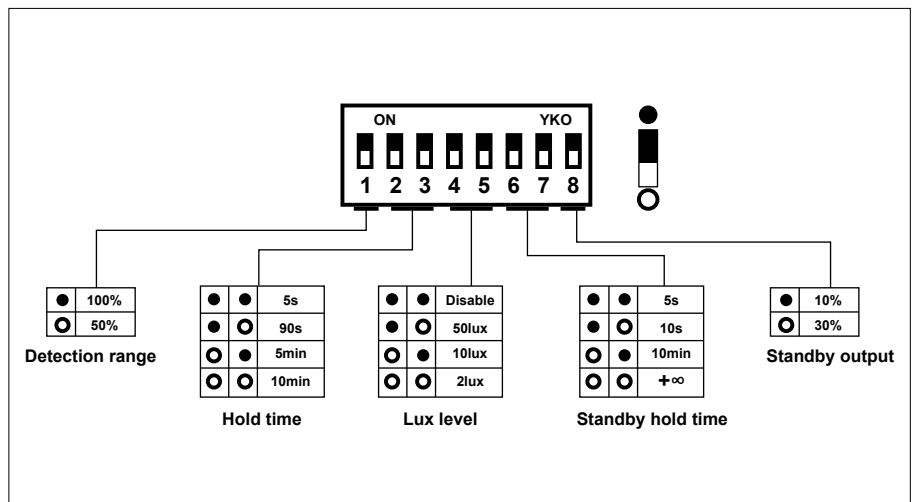 ON YKO
1 2 3 4 5 6 7 8
100%
50%
Detection range
5s
90s
5min
10min
Hold time
Disable
50lux
10lux
2lux
Lux level
5s
10s
10min
+∞
Standby hold time
10%
30%
Standby output